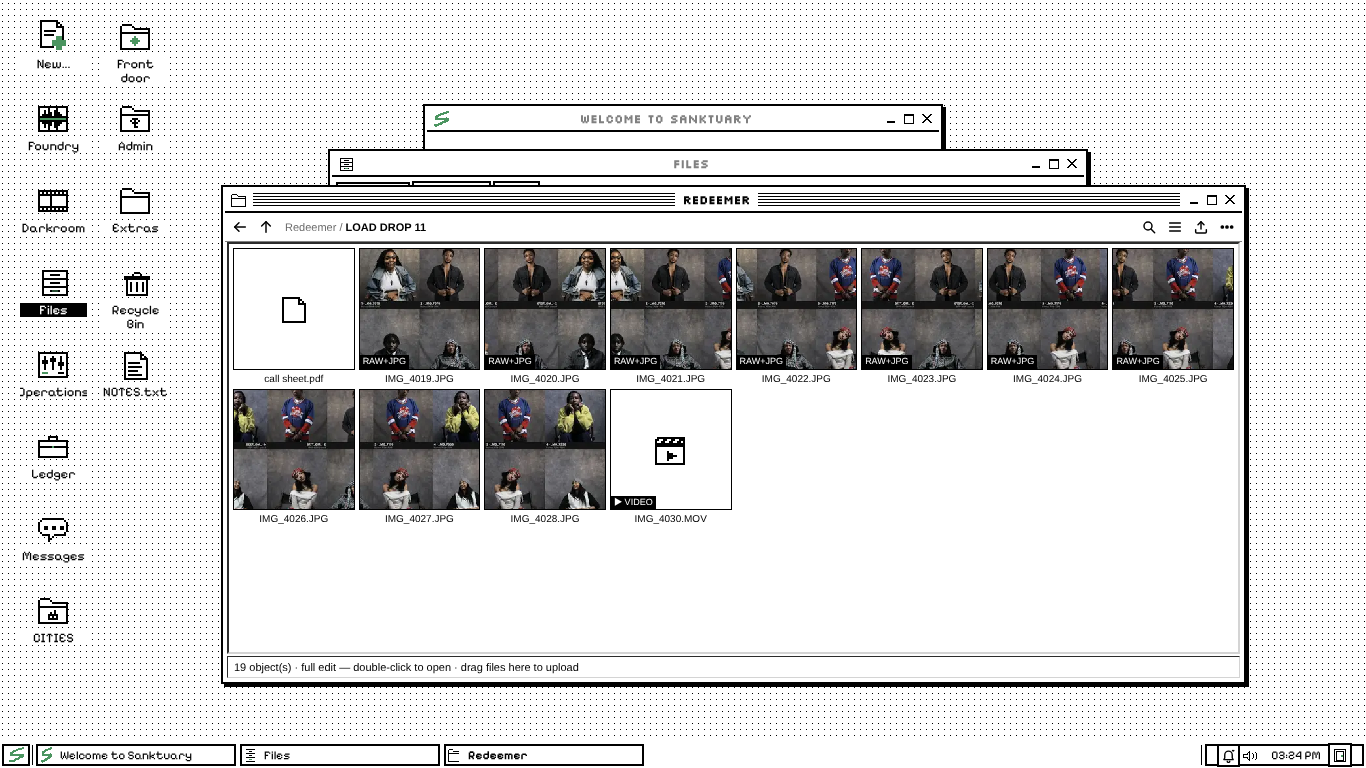 New...
Front door
WELCOME TO SANKTUARY
Foundry
Admin
FILES
REDEEMER
Darkroom
Extras
Redeemer / LOAD DROP 11
Files
Recycle Bin
RAW+JPG
RAW+JPG
RAW+JPG
RAW+JPG
RAW+JPG
RAW+JPG
RAW+JPG
call sheet.pdf
IMG_4019.JPG
IMG_4020.JPG
IMG_4021.JPG
IMG_4022.JPG
IMG_4023.JPG
IMG_4024.JPG
IMG_4025.JPG
Operations
NOTES.txt
Ledger
VIDEO
IMG_4026.JPG
IMG_4027.JPG
IMG_4028.JPG
IMG_4030.MOV
Messages
CITIES
19 object(s) · full edit — double-click to open · drag files here to upload
Welcome to Sanktuary
Files
Redeemer
03:24 PM